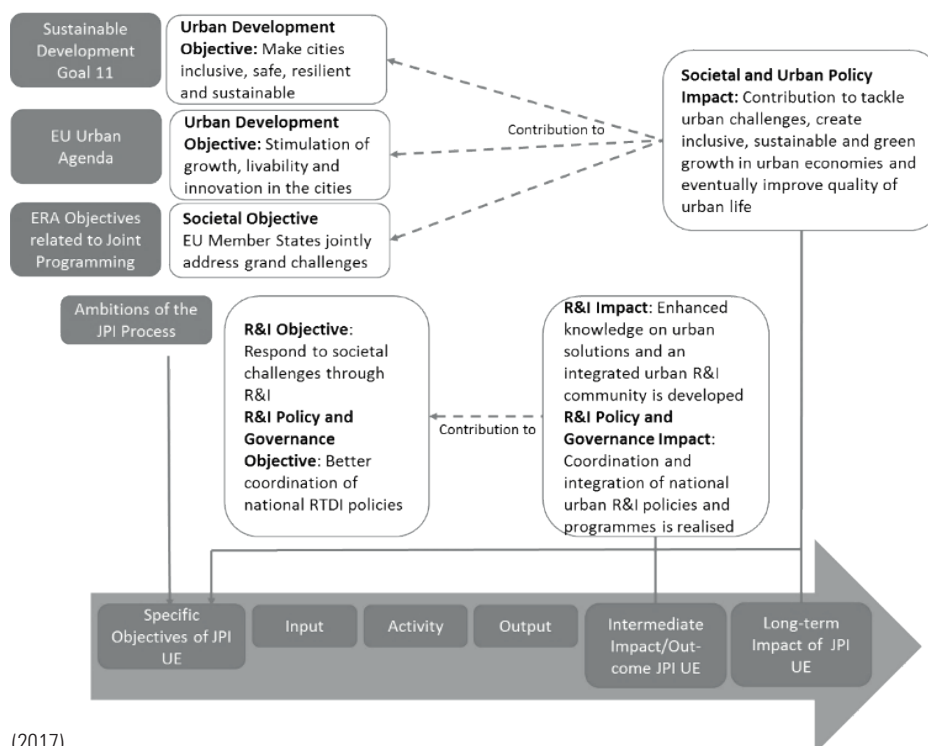 Sustainable
Development
Goal 11
Urban Development
Objective: Make cities
inclusive, safe, resilient
and sustainable
EU Urban
Agenda
Urban Development
Objective: Stimulation of
growth, livability and
innovation in the cities
ERA Objectives
related to Joint
Programming
Societal Objective
EU Member States jointly
address grand challenges
Contribution to
Societal and Urban Policy
Impact: Contribution to tackle
urban challenges, create
inclusive, sustainable and green
growth in urban economies and
eventually improve quality of
urban life
Ambitions of the
JPI Process
R&I Objective:
Respond to societal
challenges through
R&I
R&I Policy and
Governance
Objective: Better
coordination of
national RTDI policies
Contribution to
R&I Impact: Enhanced
knowledge on urban
solutions and an
integrated urban R&I
community is developed
R&I Policy and
Governance Impact:
Coordination and
integration of national
urban R&I policies and
programmes is realised
Specific
Objectives of JPI
UE
Input
Activity
Output
Intermediate
Impact/Out-
come JPI UE
Long-term
Impact of JPI
UE
(2017)